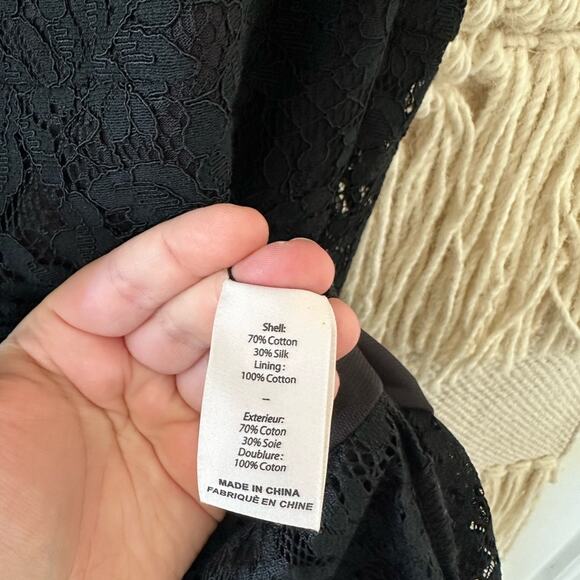 Shell:
70% Cotton
30% Silk
Lining :
100% Cotton
–
Exterieur:
70% Coton
30% Soie
Doublure:
100% Coton
MADE IN CHINA
FABRIQUÈ EN CHINE